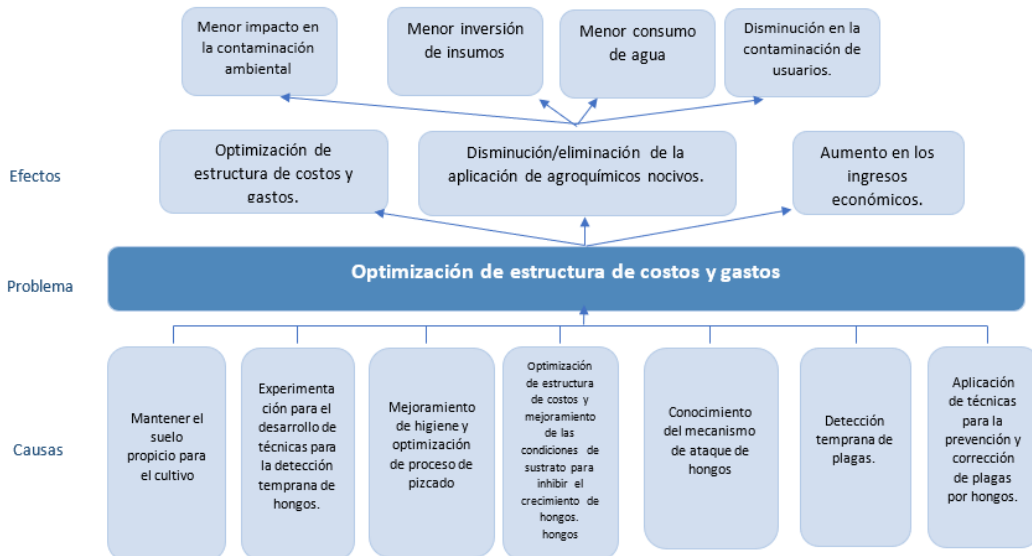 Menor impacto en
la contaminación
ambiental
Menor inversión
de insumos
Menor consumo
de agua
Disminución en la
contaminación de
usuarios.
Efectos
Optimización de
estructura de costos y
gastos.
Disminución/eliminación de la
aplicación de agroquímicos nocivos.
Aumento en los
ingresos
económicos.
Problema
Optimización de estructura de costos y gastos
Causas
Mantener el
suelo
propicio para
el cultivo
Experimenta
ción para el
desarrollo de
técnicas para
la detección
temprana de
hongos.
Mejoramiento
de higiene y
optimización
de proceso de
pizcado
Optimización
de estructura
de costos y
mejoramiento
de las
condiciones de
sustrato para
inhibir el
crecimiento de
hongos.
hongos
Conocimiento
del mecanismo
de ataque de
hongos
Detección
temprana de
plagas.
Aplicación
de técnicas
para la
prevención y
corrección
de plagas
por hongos.